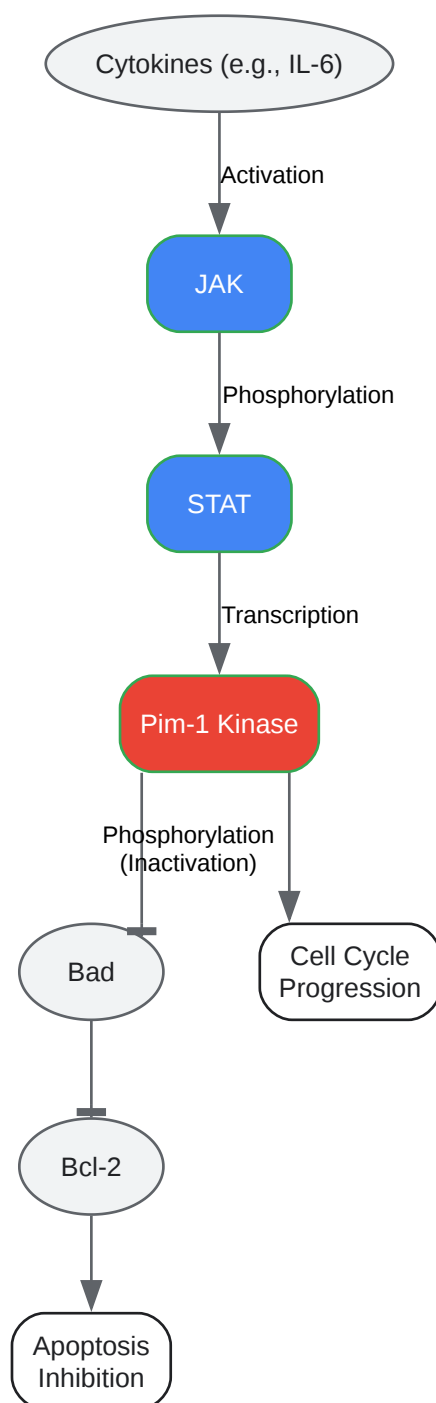 Cytokines (e.g., IL-6)
Activation
JAK
Phosphorylation
STAT
Transcription
Pim-1 Kinase
Phosphorylation
(Inactivation)
Bad
Cell Cycle
Progression
Bcl-2
Apoptosis
Inhibition